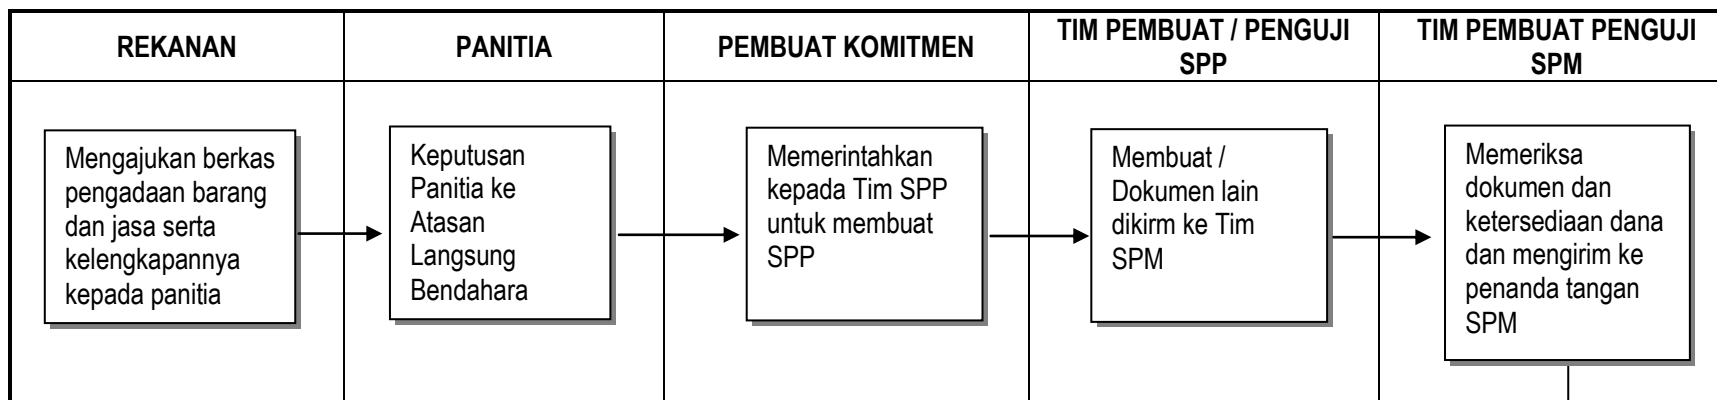 REKANAN
PANITIA
PEMBUAT KOMITMEN
TIM PEMBUAT / PENGUJI
SPP
TIM PEMBUAT PENGUJI
SPM
Mengajukan berkas
pengadaan barang
dan jasa serta
kelengkapannya
kepada panitia
Keputusan
Panitia ke
Atasan
Langsung
Bendahara
Memerintahkan
kepada Tim SPP
untuk membuat
SPP
Membuat /
Dokumen lain
dikirm ke Tim
SPM
Memeriksa
dokumen dan
ketersediaan dana
dan mengirim ke
penanda tangan
SPM